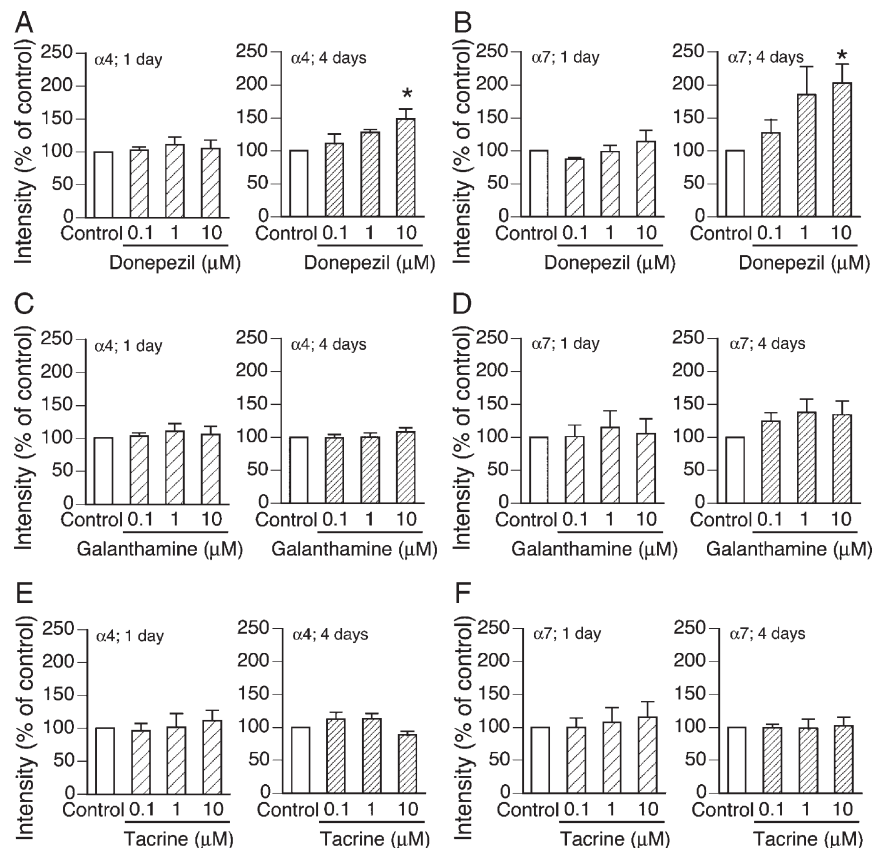 A
B
Intensity (% of control)
250
200
150
100
50
0
α4; 1 day
Control 0.1 1 10
Donepezil (μM)
250
200
150
100
50
0
α4; 4 days
*
Control 0.1 1 10
Donepezil (μM)
Intensity (% of control)
250
200
150
100
50
0
α7; 1 day
Control 0.1 1 10
Donepezil (μM)
250
200
150
100
50
0
α7; 4 days
*
Control 0.1 1 10
Donepezil (μM)
C
D
Intensity (% of control)
250
200
150
100
50
0
α4; 1 day
Control 0.1 1 10
Galanthamine (μM)
250
200
150
100
50
0
α4; 4 days
Control 0.1 1 10
Galanthamine (μM)
Intensity (% of control)
250
200
150
100
50
0
α7; 1 day
Control 0.1 1 10
Galanthamine (μM)
250
200
150
100
50
0
α7; 4 days
Control 0.1 1 10
Galanthamine (μM)
E
F
Intensity (% of control)
250
200
150
100
50
0
α4; 1 day
Control 0.1 1 10
Tacrine (μM)
250
200
150
100
50
0
α4; 4 days
Control 0.1 1 10
Tacrine (μM)
Intensity (% of control)
250
200
150
100
50
0
α7; 1 day
Control 0.1 1 10
Tacrine (μM)
250
200
150
100
50
0
α7; 4 days
Control 0.1 1 10
Tacrine (μM)